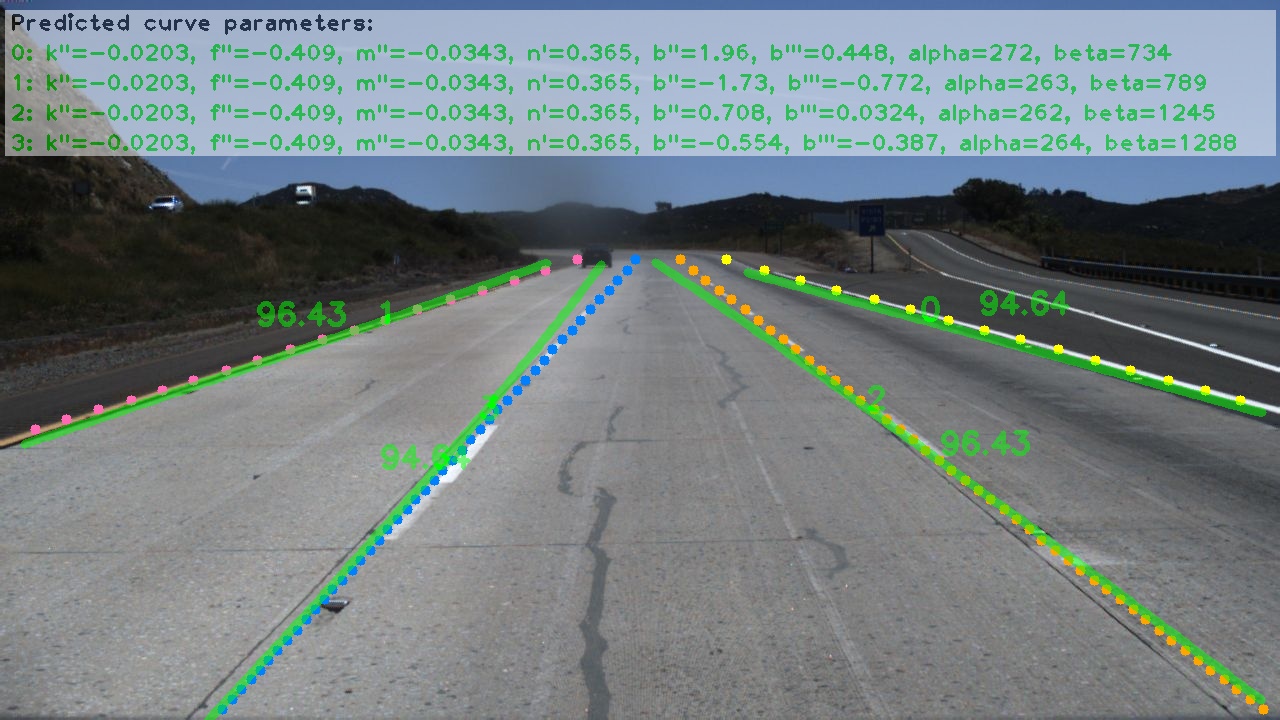 Predicted curve parameters:
0: k''=-0.0203, f''=-0.409, m''=-0.0343, n'=0.365, b''=1.96, b'''=0.448, alpha=272, beta=734
1: k''=-0.0203, f''=-0.409, m''=-0.0343, n'=0.365, b''=-1.73, b'''=-0.772, alpha=263, beta=789
2: k''=-0.0203, f''=-0.409, m''=-0.0343, n'=0.365, b''=0.708, b'''=0.0324, alpha=262, beta=1245
3: k''=-0.0203, f''=-0.409, m''=-0.0343, n'=0.365, b''=-0.554, b'''=-0.387, alpha=264, beta=1288
VISTA
POINT
96.43 1
0 94.64
2
96.43